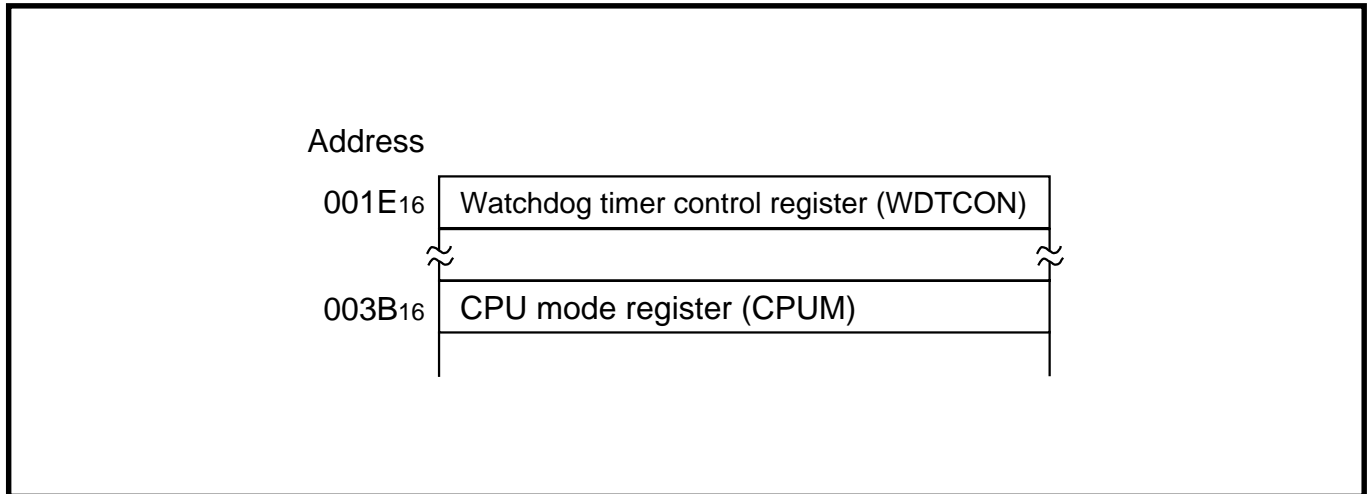 Address
001E16 Watchdog timer control register (WDTCON)
003B16 CPU mode register (CPUM)